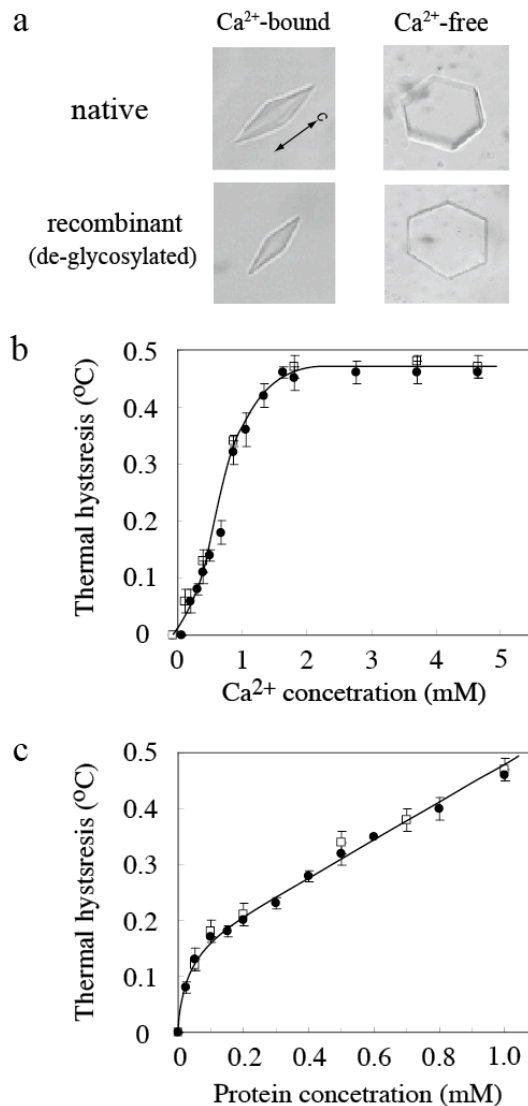 a
Ca²⁺-bound Ca²⁺-free
native
C
recombinant
(de-glycosylated)
b
Thermal hystsresis (°C)
0.5
0.4
0.3
0.2
0.1
0
0 1 2 3 4 5
Ca²⁺ concetration (mM)
c
Thermal hystsresis (°C)
0.5
0.4
0.3
0.2
0.1
0
0 0.2 0.4 0.6 0.8 1.0
Protein concetration (mM)